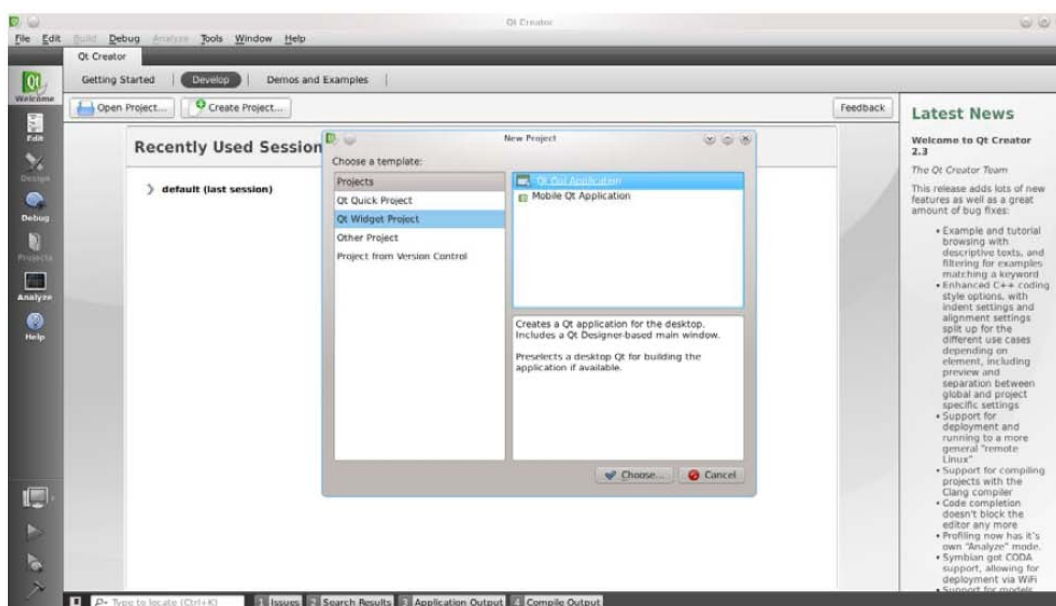 Qt Creator
File Edit Build Debug Analyze Tools Window Help
Qt Creator
Getting Started Develop Demos and Examples
Open Project... Create Project... Feedback
Welcome
Edit
Design
Debug
Projects
Analyze
Help
Recently Used Session
default (last session)
New Project
Choose a template:
Projects
Qt Quick Project
Qt Widget Project
Other Project
Project from Version Control
Qt Gui Application
Mobile Qt Application
Creates a Qt application for the desktop.
Includes a Qt Designer-based main window.
Preselects a desktop Qt for building the
application if available.
Choose... Cancel
Latest News
Welcome to Qt Creator
2.3
The Qt Creator Team
This release adds lots of new
features as well as a great
amount of bug fixes:
• Example and tutorial
browsing with
descriptive texts, and
filtering for examples
matching a keyword
• Enhanced C++ coding
style options, with
indent settings and
alignment settings
split up for the
different use cases
depending on
element, including
preview and
separation between
global and project
specific settings
• Support for
deployment and
running to a more
general "remote
Linux"
• Support for compiling
projects with the
Clang compiler
• Code completion
doesn't block the
editor any more
• Profiling now has it's
own "Analyze" mode.
• Symbian got CODA
support, allowing for
deployment via WiFi
• Support for models
Type to locate (Ctrl+K) 1 Issues 2 Search Results 3 Application Output 4 Compile Output